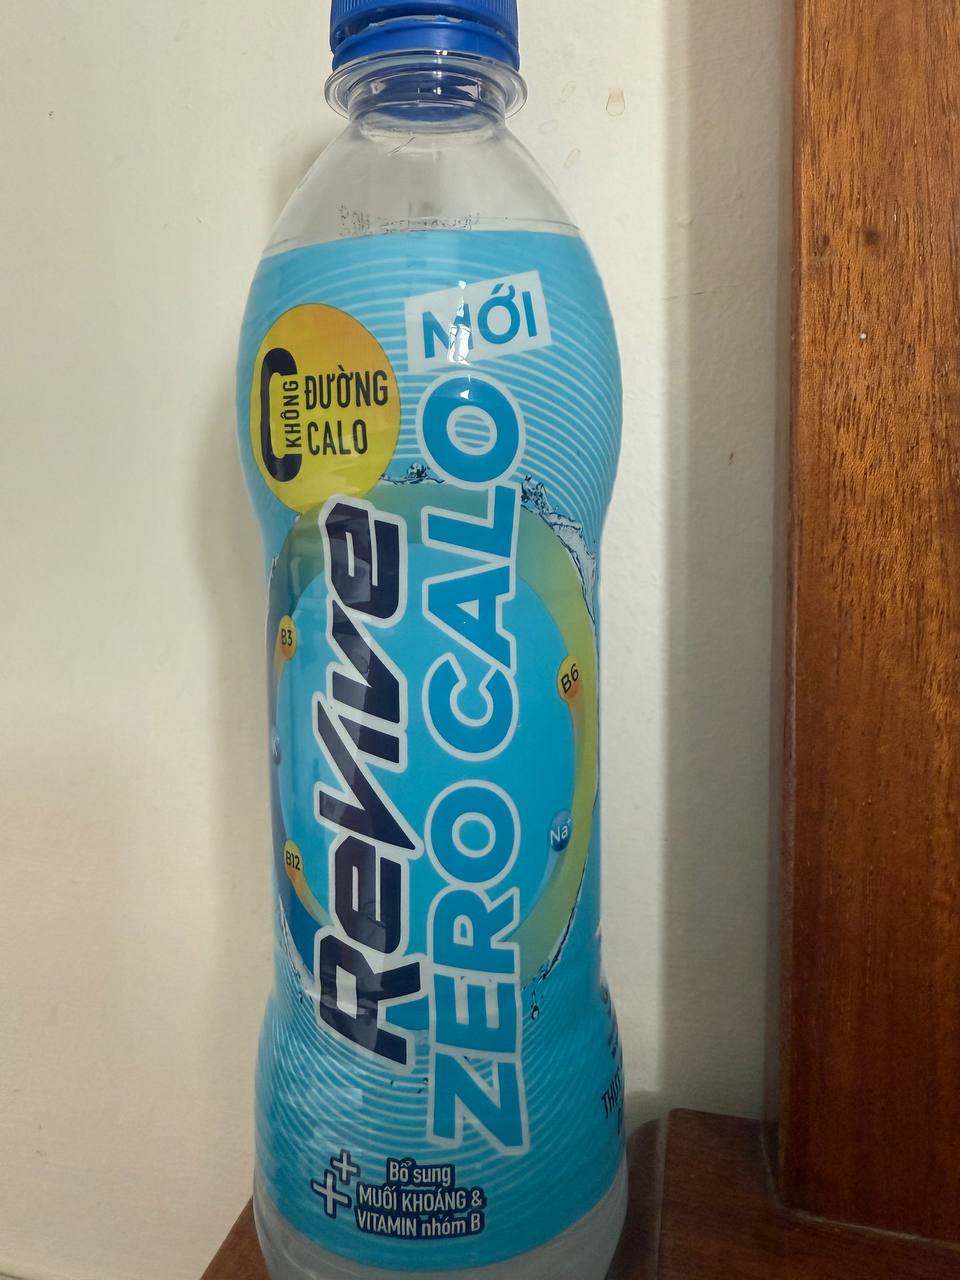 MỚI
0 KHÔNG
ĐƯỜNG
CALO
Revive
ZERO CALO
B3
B6
Na+
B12
Bổ sung
MUỐI KHOÁNG &
VITAMIN nhóm B